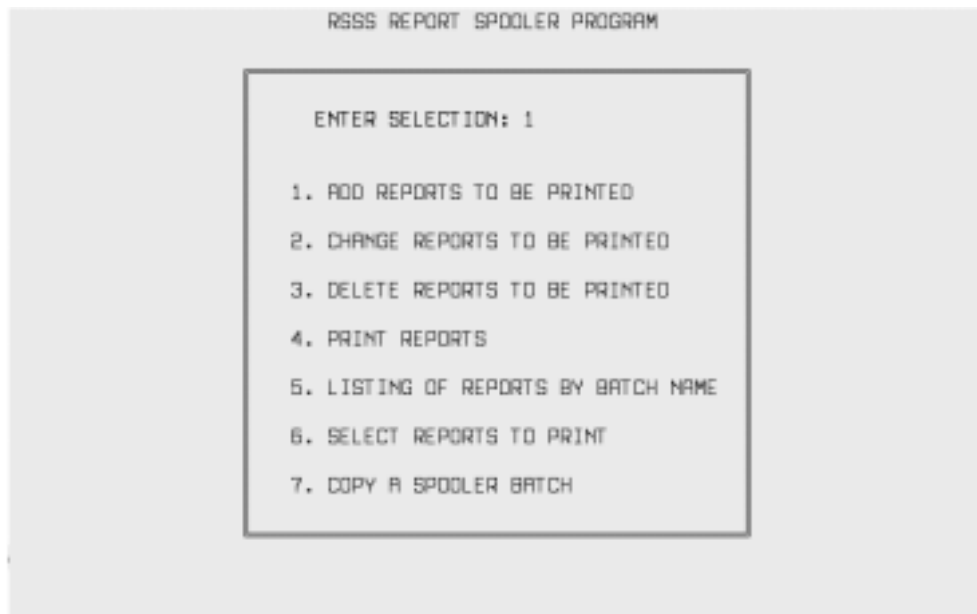 RSSS REPORT SPOOLER PROGRAM
ENTER SELECTION: 1
1. ADD REPORTS TO BE PRINTED
2. CHANGE REPORTS TO BE PRINTED
3. DELETE REPORTS TO BE PRINTED
4. PRINT REPORTS
5. LISTING OF REPORTS BY BATCH NAME
6. SELECT REPORTS TO PRINT
7. COPY A SPOOLER BATCH